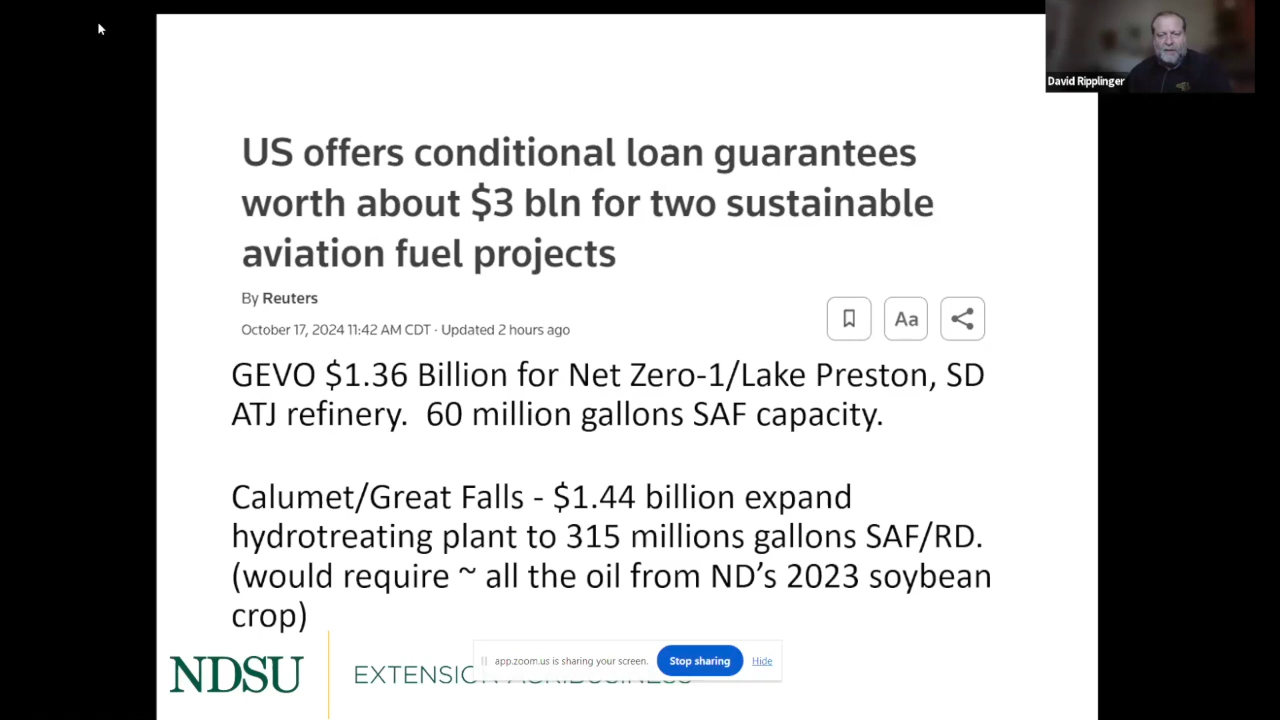 David Ripplinger
US offers conditional loan guarantees
worth about $3 bln for two sustainable
aviation fuel projects
By Reuters
October 17, 2024 11:42 AM CDT · Updated 2 hours ago
Aa
GEVO $1.36 Billion for Net Zero-1/Lake Preston, SD
ATJ refinery.  60 million gallons SAF capacity.
Calumet/Great Falls - $1.44 billion expand
hydrotreating plant to 315 millions gallons SAF/RD.
(would require ~ all the oil from ND’s 2023 soybean
crop)
NDSU
EXTENSION AGRIBUSINESS
app.zoom.us is sharing your screen.
Stop sharing
Hide